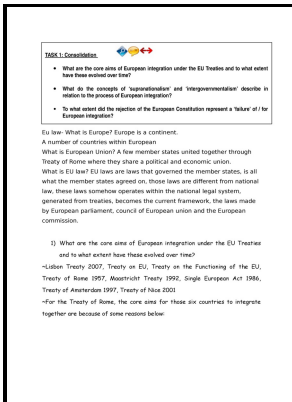 TASK 1: Consolidation
• What are the core aims of European integration under the EU Treaties and to what extent
have these evolved over time?
• What do the concepts of 'supranationalism' and 'intergovernmentalism' describe in
relation to the process of European integration?
• To what extent did the rejection of the European Constitution represent a 'failure' of / for
European integration?
Eu law- What is Europe? Europe is a continent.
A number of countries within European
What is European Union? A few member states united together through
Treaty of Rome where they share a political and economic union.
What is EU law? EU laws are laws that governed the member states, is all
what the member states agreed on, those laws are different from national
law, these laws somehow operates within the national legal system,
generated from treaties, becomes the current framework, the laws made
by European parliament, council of European union and the European
commission.
1) What are the core aims of European integration under the EU Treaties
and to what extent have these evolved over time?
~Lisbon Treaty 2007, Treaty on EU, Treaty on the Functioning of the EU,
Treaty of Rome 1957, Maastricht Treaty 1992, Single European Act 1986,
Treaty of Amsterdam 1997, Treaty of Nice 2001
~For the Treaty of Rome, the core aims for those six countries to integrate
together are because of some reasons below: